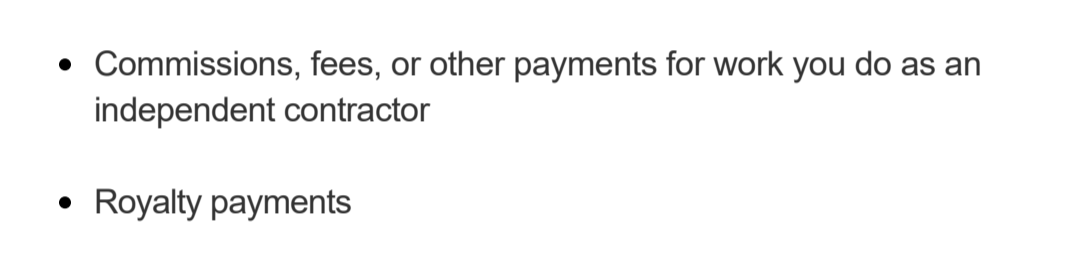 • Commissions, fees, or other payments for work you do as an
independent contractor
• Royalty payments